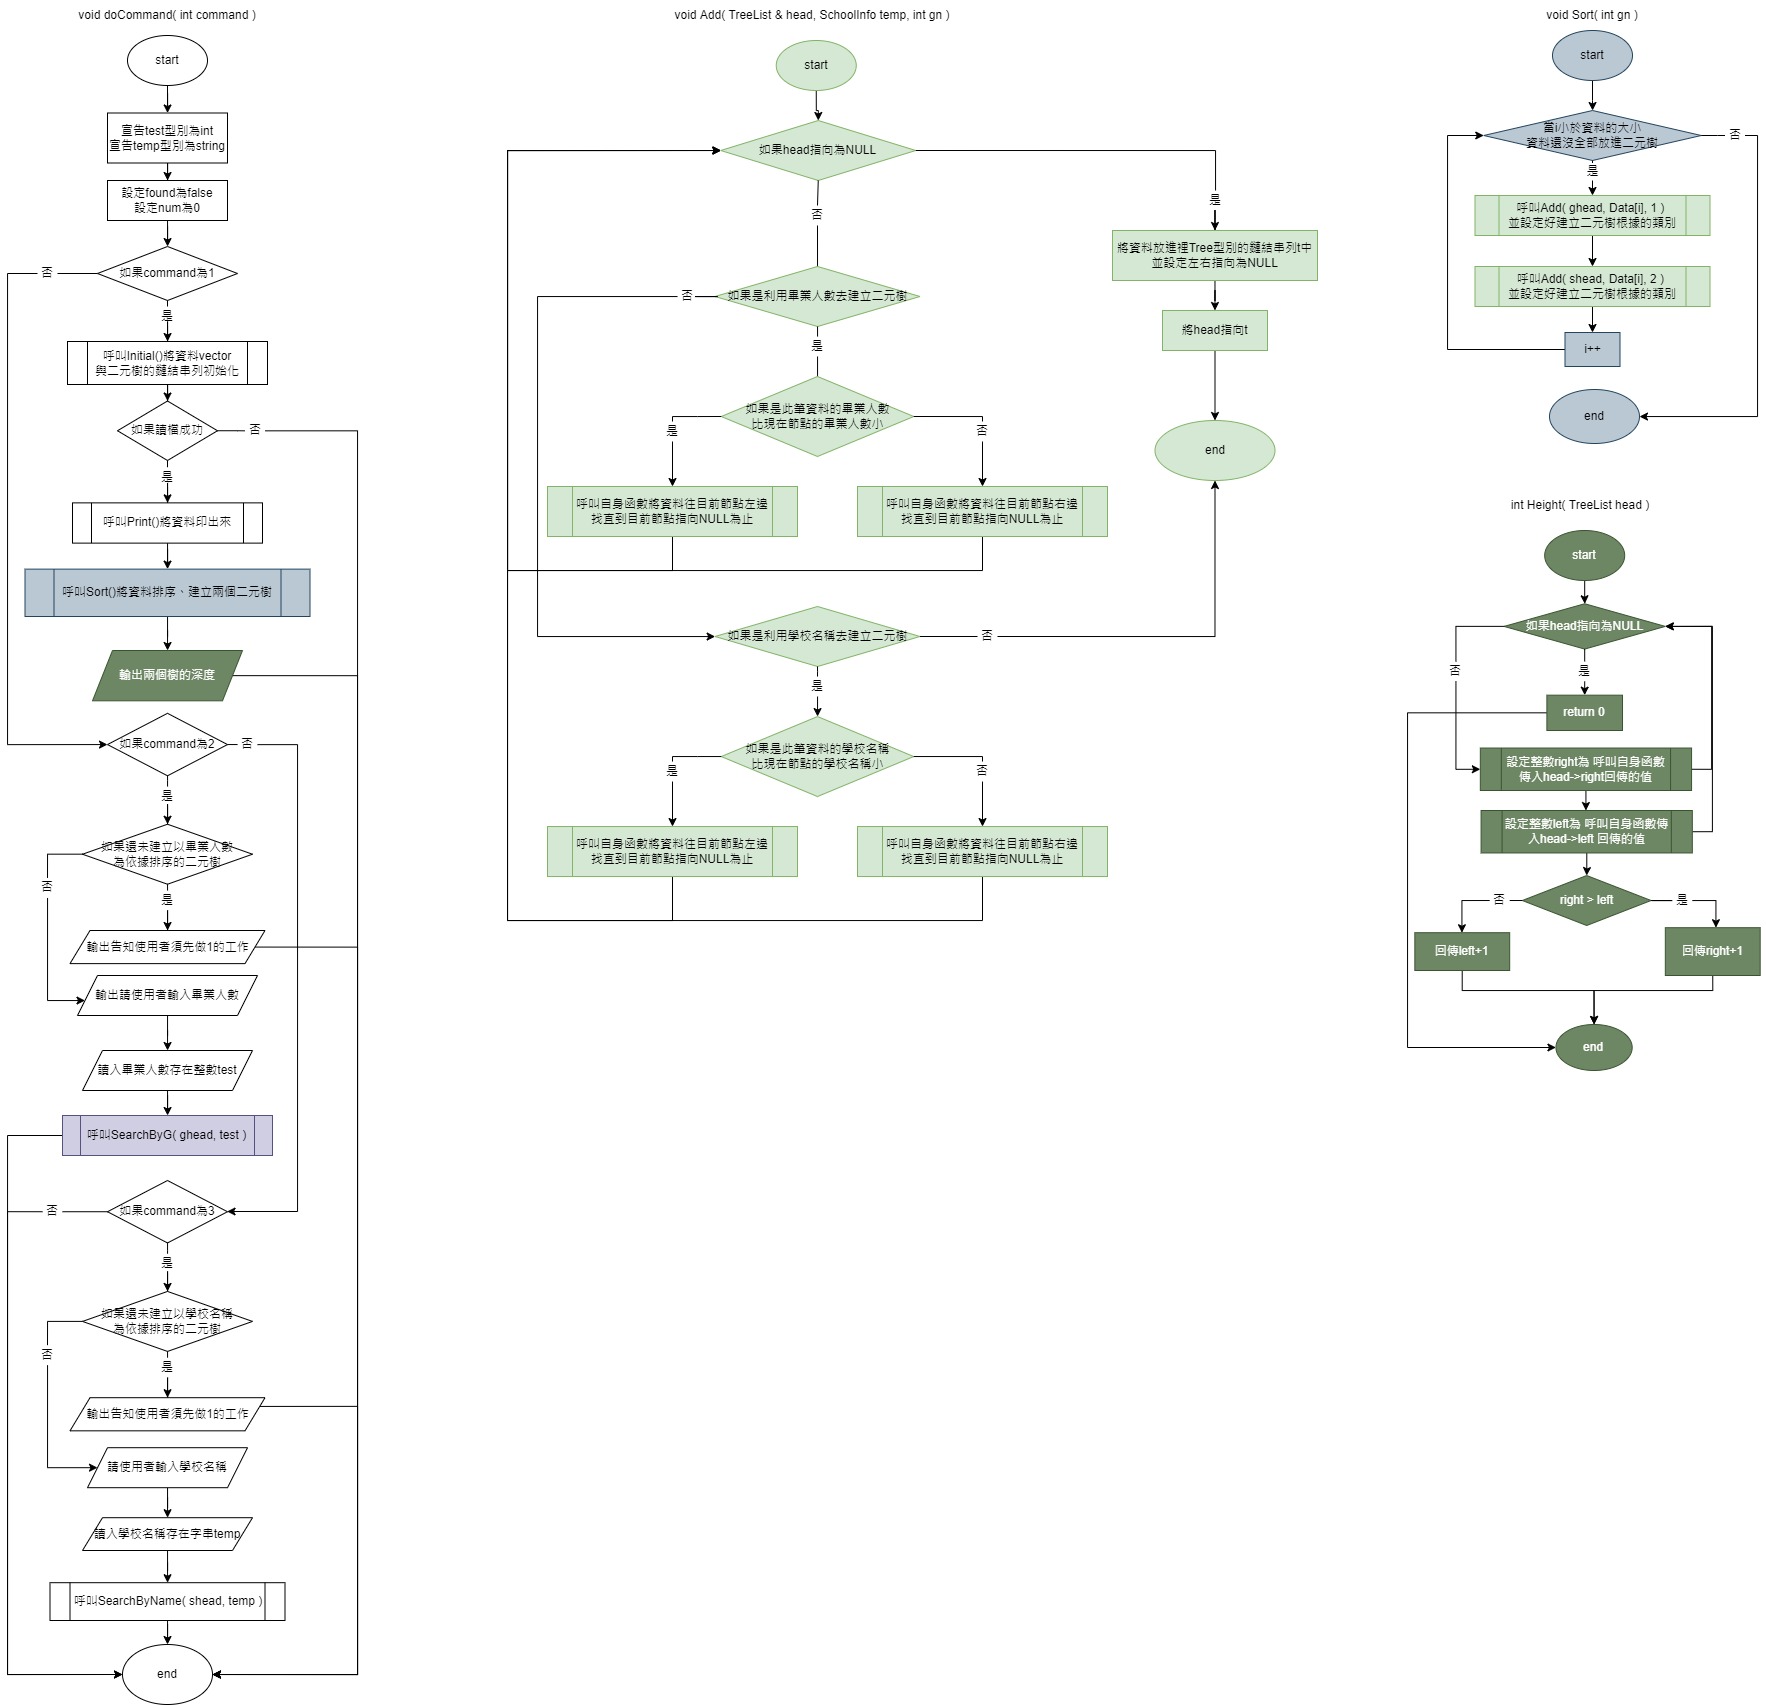 void doCommand( int command )
start
宣告test型別為int
宣告temp型別為string
設定found為false
設定num為0
如果command為1
否
是
呼叫Initial()將資料vector
與二元樹的鏈結串列初始化
如果讀檔成功
否
是
呼叫Print()將資料印出來
呼叫Sort()將資料排序、建立兩個二元樹
輸出兩個樹的深度
如果command為2
否
是
如果還未建立以畢業人數
為依據排序的二元樹
否
是
輸出告知使用者須先做1的工作
輸出請使用者輸入畢業人數
讀入畢業人數存在整數test
呼叫SearchByG( ghead, test )
如果command為3
否
是
如果還未建立以學校名稱
為依據排序的二元樹
否
是
輸出告知使用者須先做1的工作
請使用者輸入學校名稱
讀入學校名稱存在字串temp
呼叫SearchByName( shead, temp )
end
void Add( TreeList & head, SchoolInfo temp, int gn )
start
如果head指向為NULL
是
否
將資料放進裡Tree型別的鏈結串列t中
並設定左右指向為NULL
將head指向t
end
如果是利用畢業人數去建立二元樹
否
是
如果是此筆資料的畢業人數
比現在節點的畢業人數小
是
否
呼叫自身函數將資料往目前節點左邊
找直到目前節點指向NULL為止
呼叫自身函數將資料往目前節點右邊
找直到目前節點指向NULL為止
如果是利用學校名稱去建立二元樹
否
是
如果是此筆資料的學校名稱
比現在節點的學校名稱小
是
否
呼叫自身函數將資料往目前節點左邊
找直到目前節點指向NULL為止
呼叫自身函數將資料往目前節點右邊
找直到目前節點指向NULL為止
void Sort( int gn )
start
當i小於資料的大小
資料還沒全部放進二元樹
否
是
呼叫Add( ghead, Data[i], 1 )
並設定好建立二元樹根據的類別
呼叫Add( shead, Data[i], 2 )
並設定好建立二元樹根據的類別
i++
end
int Height( TreeList head )
start
如果head指向為NULL
否
是
return 0
設定整數right為 呼叫自身函數
傳入head->right回傳的值
設定整數left為 呼叫自身函數傳
入head->left 回傳的值
right > left
否
是
回傳left+1
回傳right+1
end